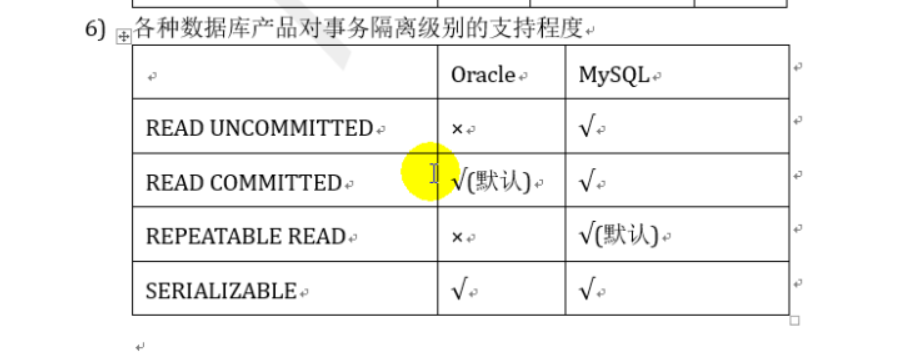 6) 各种数据库产品对事务隔离级别的支持程度
Oracle MySQL
READ UNCOMMITTED × √
READ COMMITTED √(默认) √
REPEATABLE READ × √(默认)
SERIALIZABLE √ √